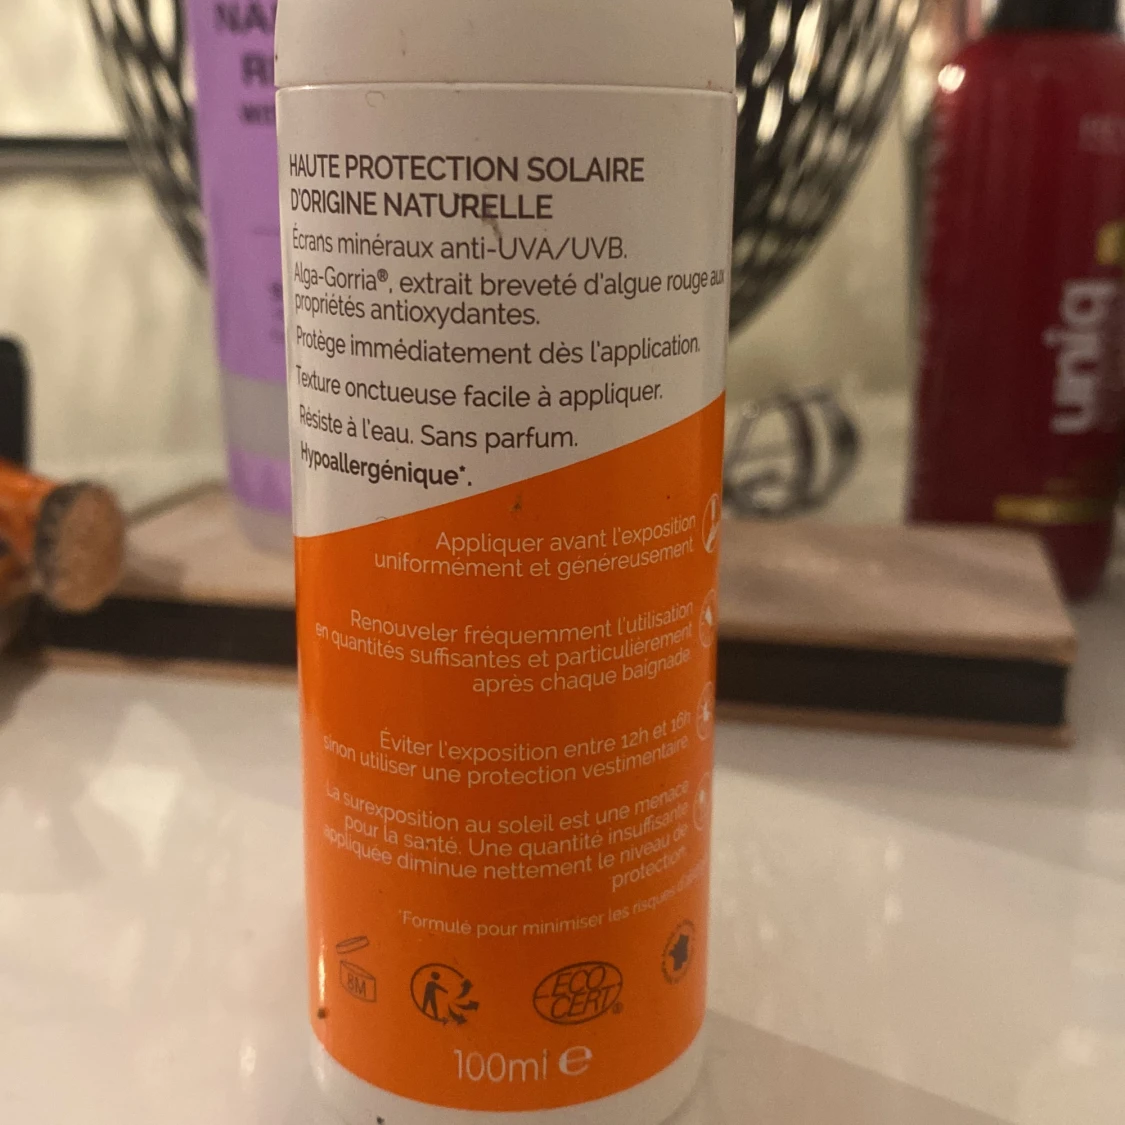 NA
R
HAUTE PROTECTION SOLAIRE
D'ORIGINE NATURELLE
Écrans minéraux anti-UVA/UVB.
Alga-Gorria®, extrait breveté d'algue rouge aux
propriétés antioxydantes.
Protège immédiatement dès l'application.
Texture onctueuse facile à appliquer.
Résiste à l'eau. Sans parfum.
Hypoallergénique*.
Appliquer avant l'exposition
uniformément et généreusement
Renouveler fréquemment l'utilisation
en quantités suffisantes et particulièrement
après chaque baignade.
Éviter l'exposition entre 12h et 16h
sinon utiliser une protection vestimentaire.
La surexposition au soleil est une menace
pour la santé. Une quantité insuffisante
appliquée diminue nettement le niveau de
protection.
*Formulé pour minimiser les risques
8M
ECO
CERT®
100ml e
uniq